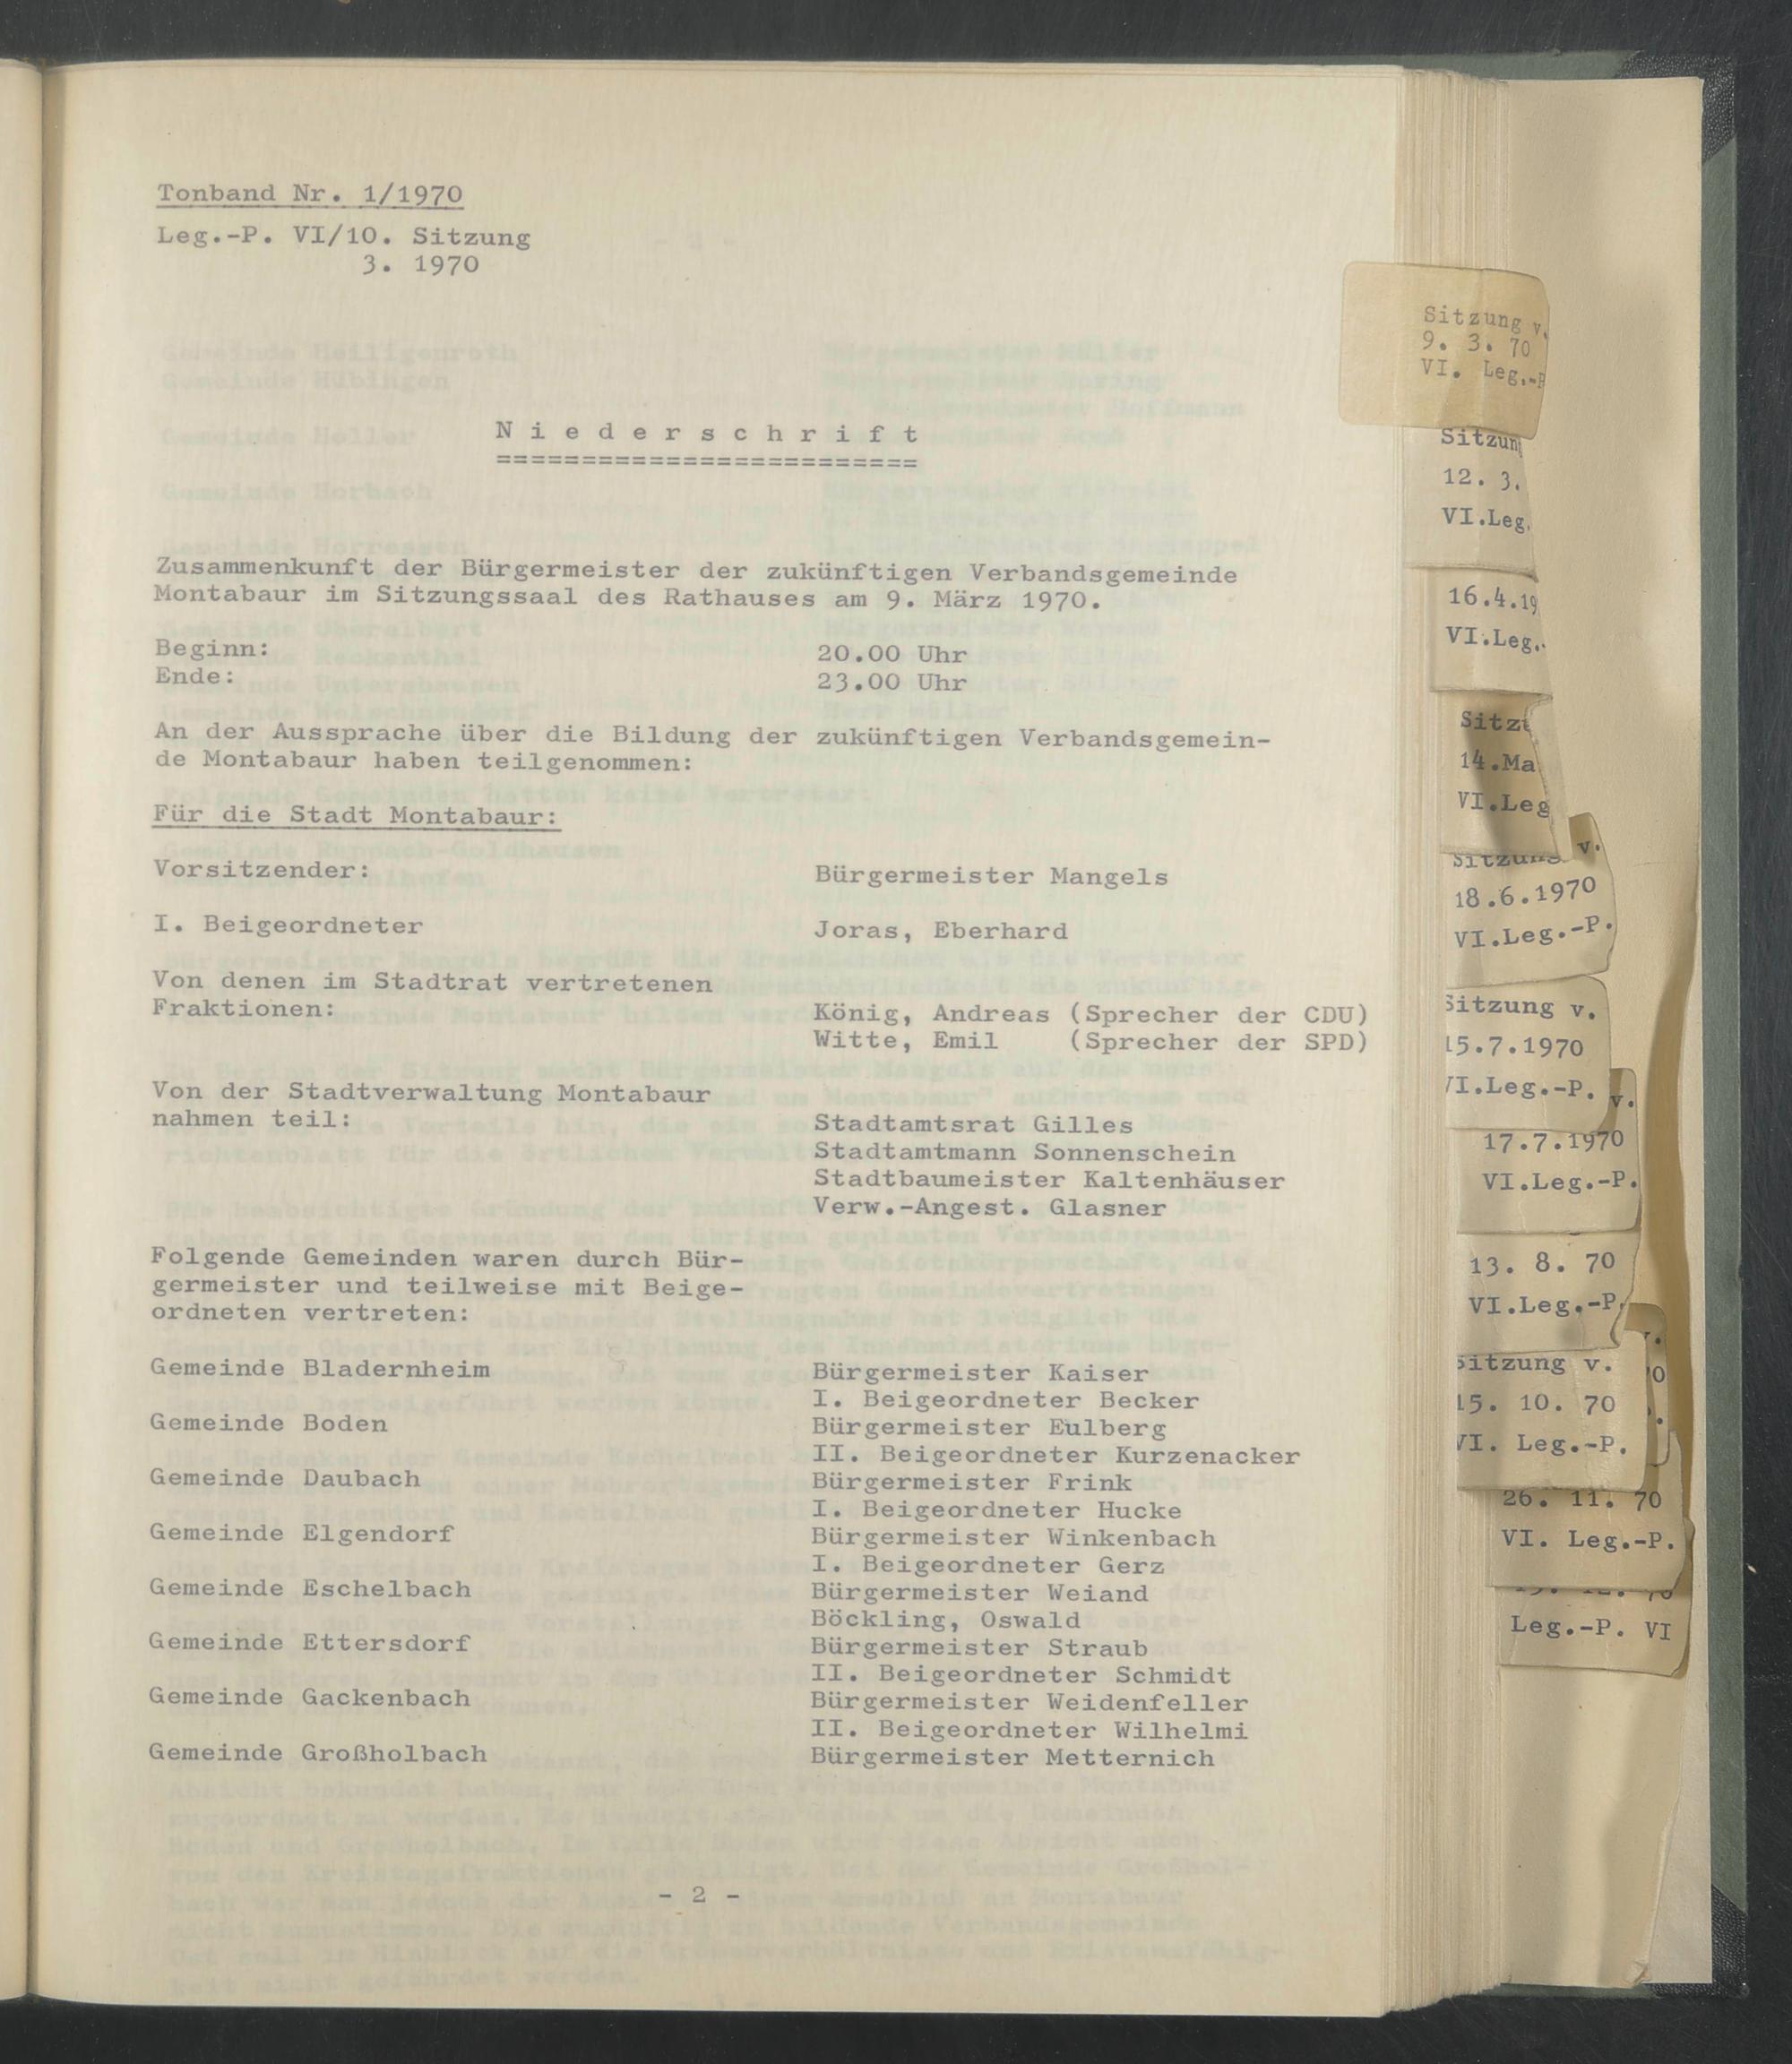 Tonband Nr. 1/1970
Leg.-P. VI/10. Sitzung
3. 1970
Niederschrift
=========================
Zusammenkunft der Bürgermeister der zukünftigen Verbandsgemeinde
Montabaur im Sitzungssaal des Rathauses am 9. März 1970.
Beginn: 20.00 Uhr
Ende: 23.00 Uhr
An der Aussprache über die Bildung der zukünftigen Verbandsgemein-
de Montabaur haben teilgenommen:
Für die Stadt Montabaur:
Vorsitzender: Bürgermeister Mangels
I. Beigeordneter Joras, Eberhard
Von denen im Stadtrat vertretenen
Fraktionen: König, Andreas (Sprecher der CDU)
Witte, Emil (Sprecher der SPD)
Von der Stadtverwaltung Montabaur
nahmen teil: Stadtamtsrat Gilles
Stadtamtmann Sonnenschein
Stadtbaumeister Kaltenhäuser
Verw.-Angest. Glasner
Folgende Gemeinden waren durch Bür-
germeister und teilweise mit Beige-
ordneten vertreten:
Gemeinde Bladernheim Bürgermeister Kaiser
I. Beigeordneter Becker
Gemeinde Boden Bürgermeister Eulberg
II. Beigeordneter Kurzenacker
Gemeinde Daubach Bürgermeister Frink
I. Beigeordneter Hucke
Gemeinde Elgendorf Bürgermeister Winkenbach
I. Beigeordneter Gerz
Gemeinde Eschelbach Bürgermeister Weiand
Böckling, Oswald
Gemeinde Ettersdorf Bürgermeister Straub
II. Beigeordneter Schmidt
Gemeinde Gackenbach Bürgermeister Weidenfeller
II. Beigeordneter Wilhelmi
Gemeinde Großholbach Bürgermeister Metternich
- 2 -
Sitzung v.
9. 3. 70
VI. Leg.-P
Sitzun
12. 3.
VI.Leg.
16.4.19
VI.Leg.
Sitz
14.Ma
VI.Leg
Sitzung v.
18.6.1970
VI.Leg.-P.
Sitzung v.
15.7.1970
VI.Leg.-P.
v.
17.7.1970
VI.Leg.-P.
13. 8. 70
VI.Leg.-P.
Sitzung v.
15. 10. 70
VI. Leg.-P.
26. 11. 70
VI. Leg.-P.
Leg.-P. VI